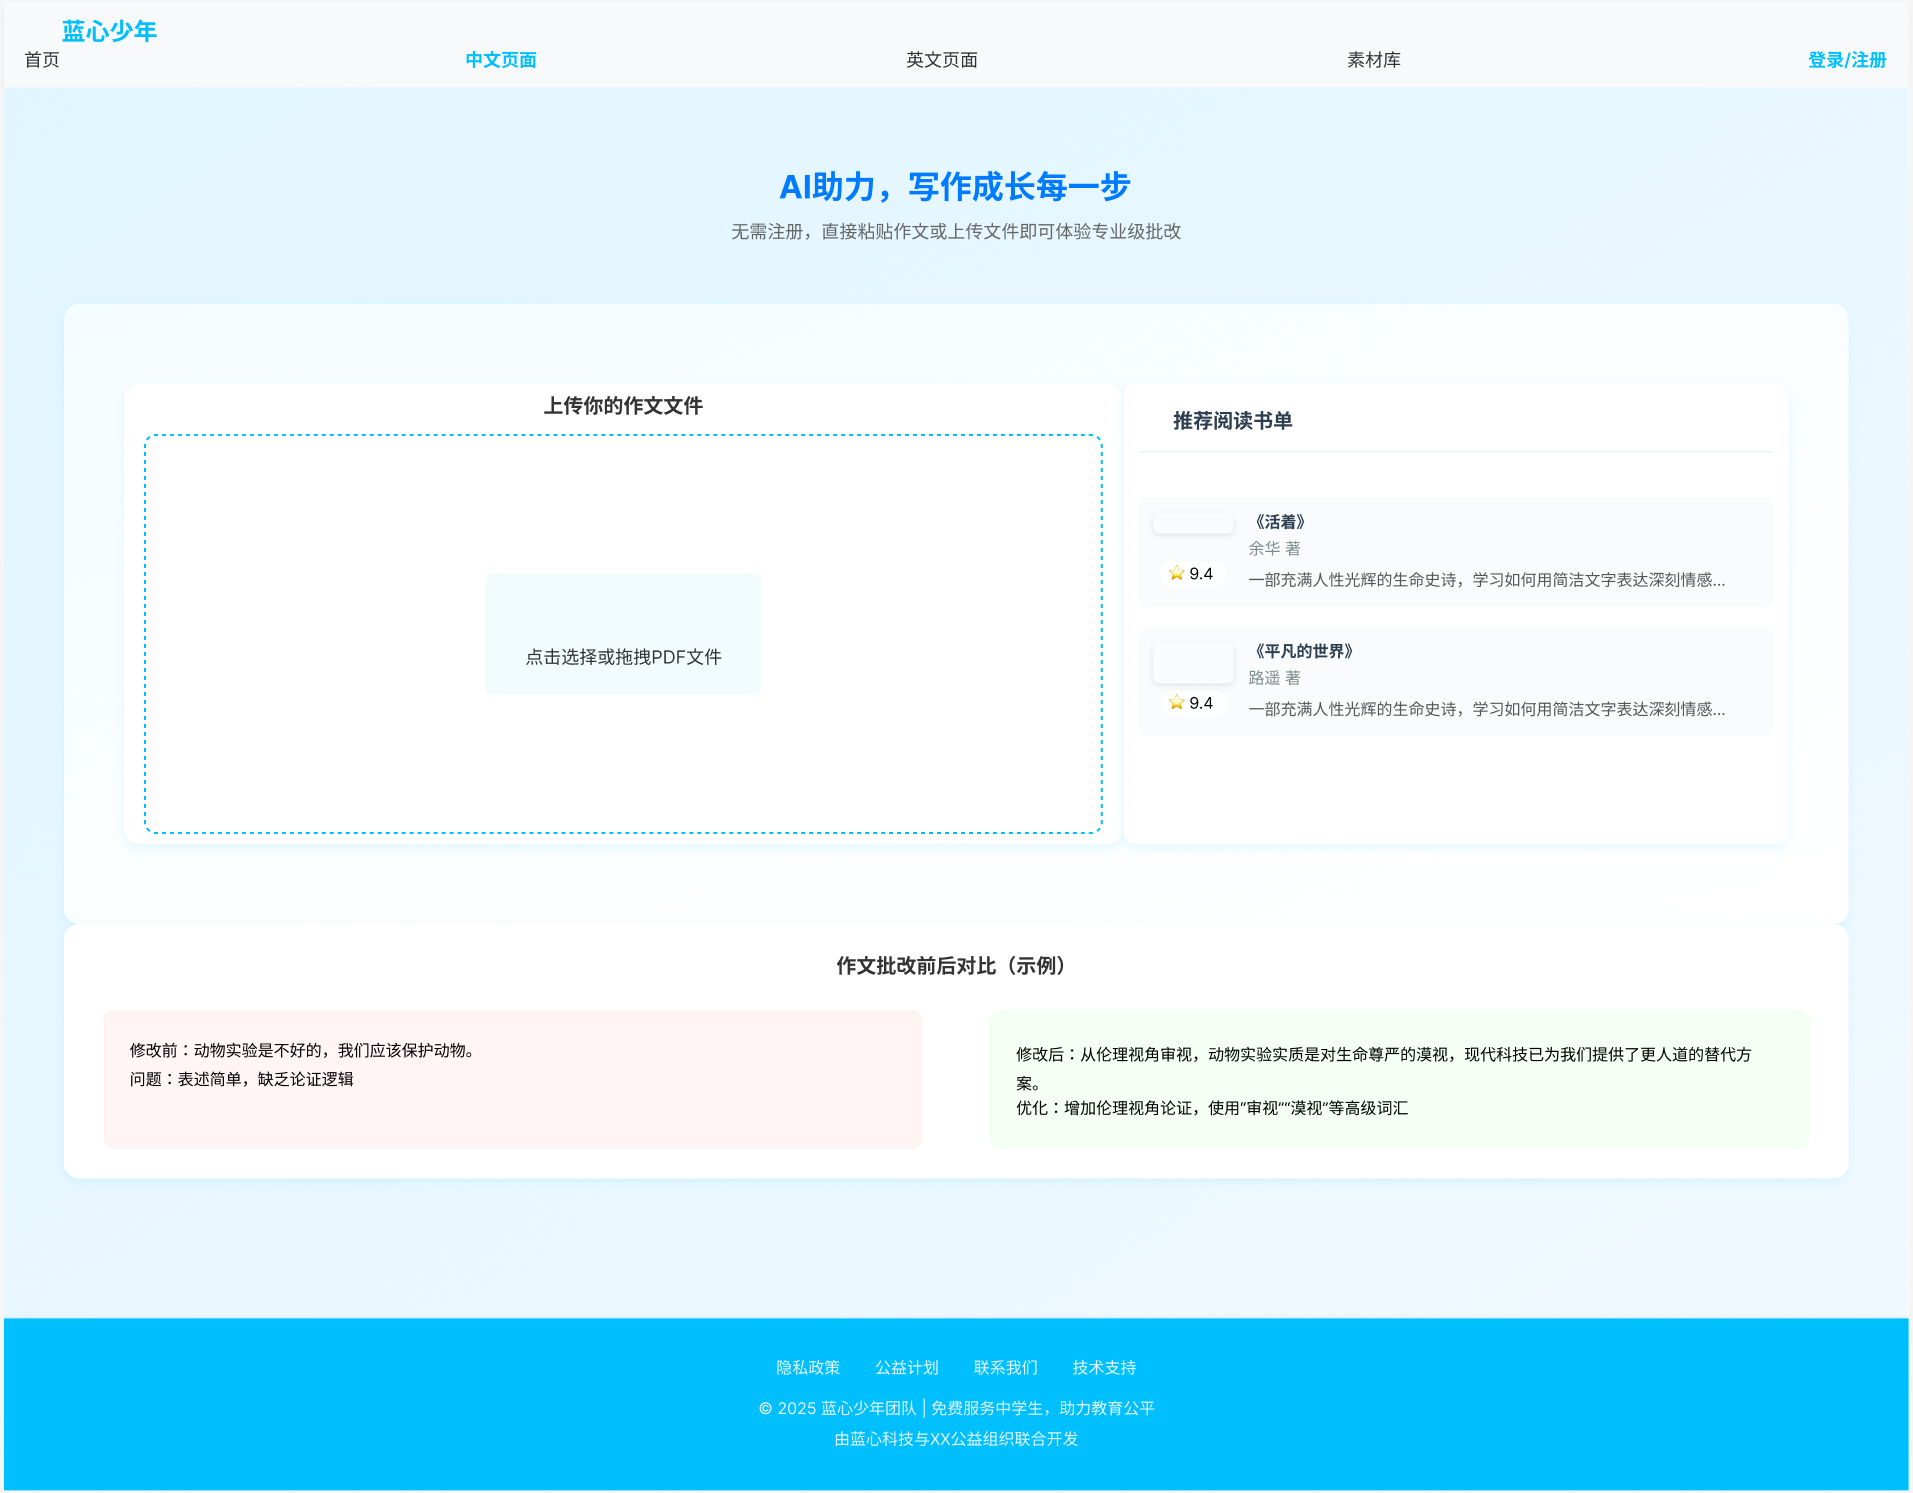 蓝心少年
首页
中文页面
英文页面
素材库
登录/注册
AI助力，写作成长每一步
无需注册，直接粘贴作文或上传文件即可体验专业级批改
上传你的作文文件
点击选择或拖拽PDF文件
推荐阅读书单
《活着》
余华 著
⭐ 9.4
一部充满人性光辉的生命史诗，学习如何用简洁文字表达深刻情感...
《平凡的世界》
路遥 著
⭐ 9.4
一部充满人性光辉的生命史诗，学习如何用简洁文字表达深刻情感...
作文批改前后对比（示例）
修改前：动物实验是不好的，我们应该保护动物。
问题：表述简单，缺乏论证逻辑
修改后：从伦理视角审视，动物实验实质是对生命尊严的漠视，现代科技已为我们提供了更人道的替代方
案。
优化：增加伦理视角论证，使用“审视”“漠视”等高级词汇
隐私政策 公益计划 联系我们 技术支持
© 2025 蓝心少年团队 | 免费服务中学生，助力教育公平
由蓝心科技与XX公益组织联合开发